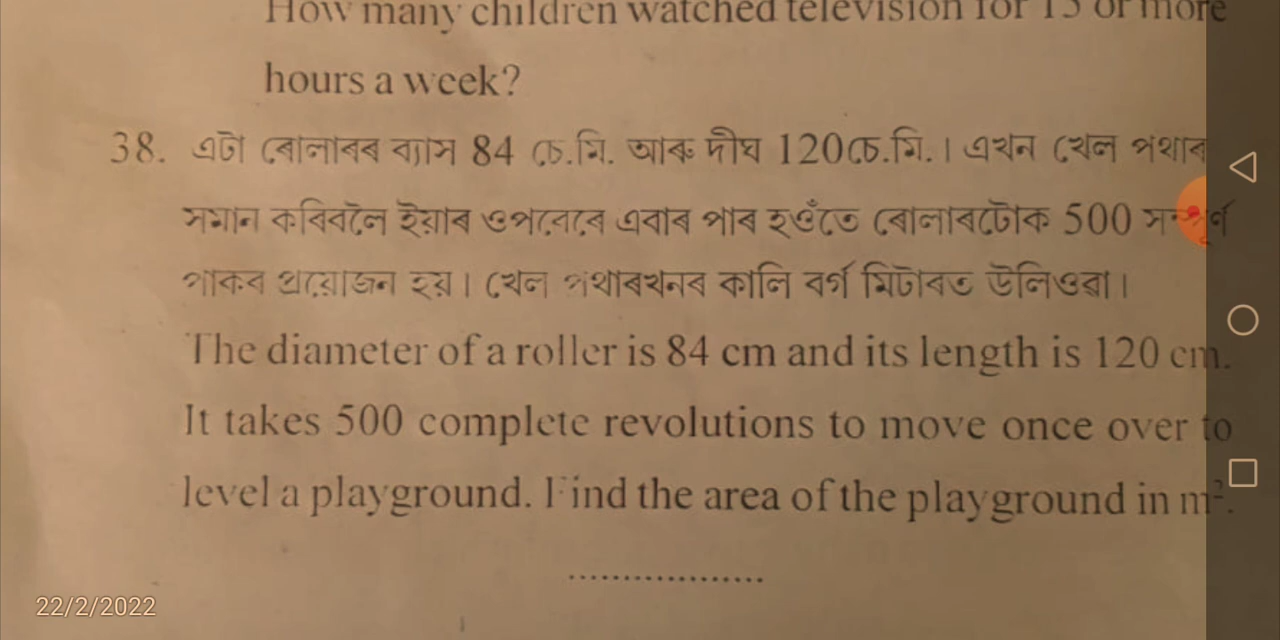 How many children watched television for 15 or more
hours a week?
38. এটা ৰোলাৰৰ ব্যাস 84 চে.মি. আৰু দীঘ 120চে.মি.। এখন খেল পথাৰ
সমান কৰিবলৈ ইয়াৰ ওপৰেৰে এবাৰ পাৰ হওঁতে ৰোলাৰটোক 500 সম্পূৰ্ণ
পাকৰ প্ৰয়োজন হয়। খেল পথাৰখনৰ কালি বৰ্গ মিটাৰত উলিওৱা।
The diameter of a roller is 84 cm and its length is 120 cm.
It takes 500 complete revolutions to move once over to
level a playground. Find the area of the playground in m².
..................
22/2/2022